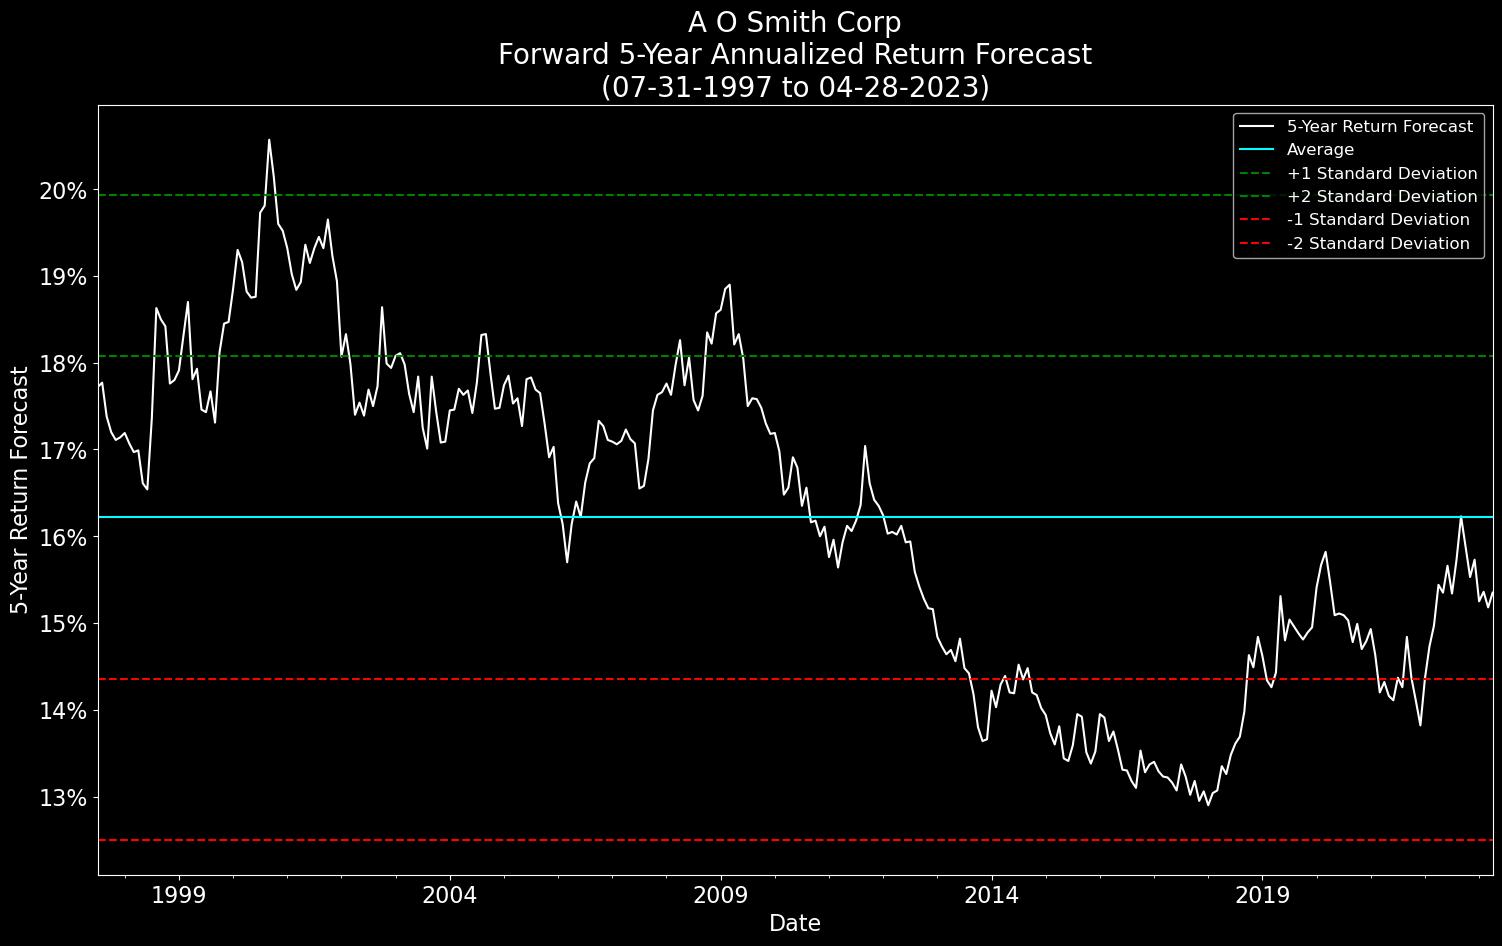 A O Smith Corp
Forward 5-Year Annualized Return Forecast
(07-31-1997 to 04-28-2023)
5-Year Return Forecast
Average
+1 Standard Deviation
+2 Standard Deviation
-1 Standard Deviation
-2 Standard Deviation
5-Year Return Forecast
20%
19%
18%
17%
16%
15%
14%
13%
1999 2004 2009 2014 2019
Date